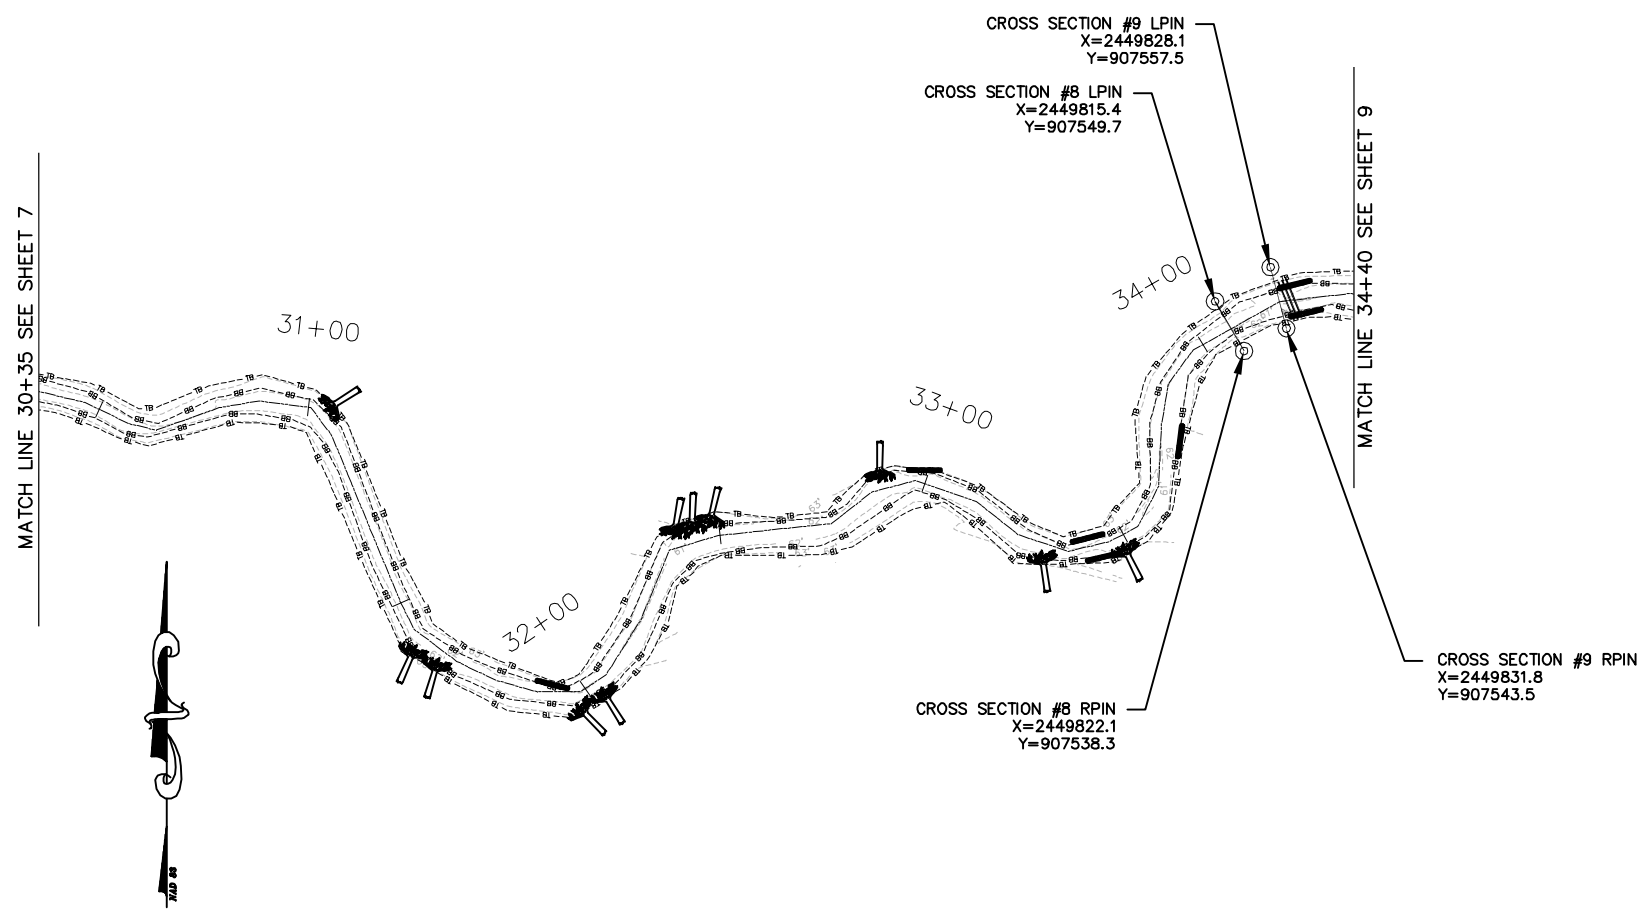 CROSS SECTION #9 LPIN
X=2449828.1
Y=907557.5
CROSS SECTION #8 LPIN
X=2449815.4
Y=907549.7
MATCH LINE 30+35 SEE SHEET 7
MATCH LINE 34+40 SEE SHEET 9
31+00
32+00
33+00
34+00
CROSS SECTION #8 RPIN
X=2449822.1
Y=907538.3
CROSS SECTION #9 RPIN
X=2449831.8
Y=907543.5
NAD 83